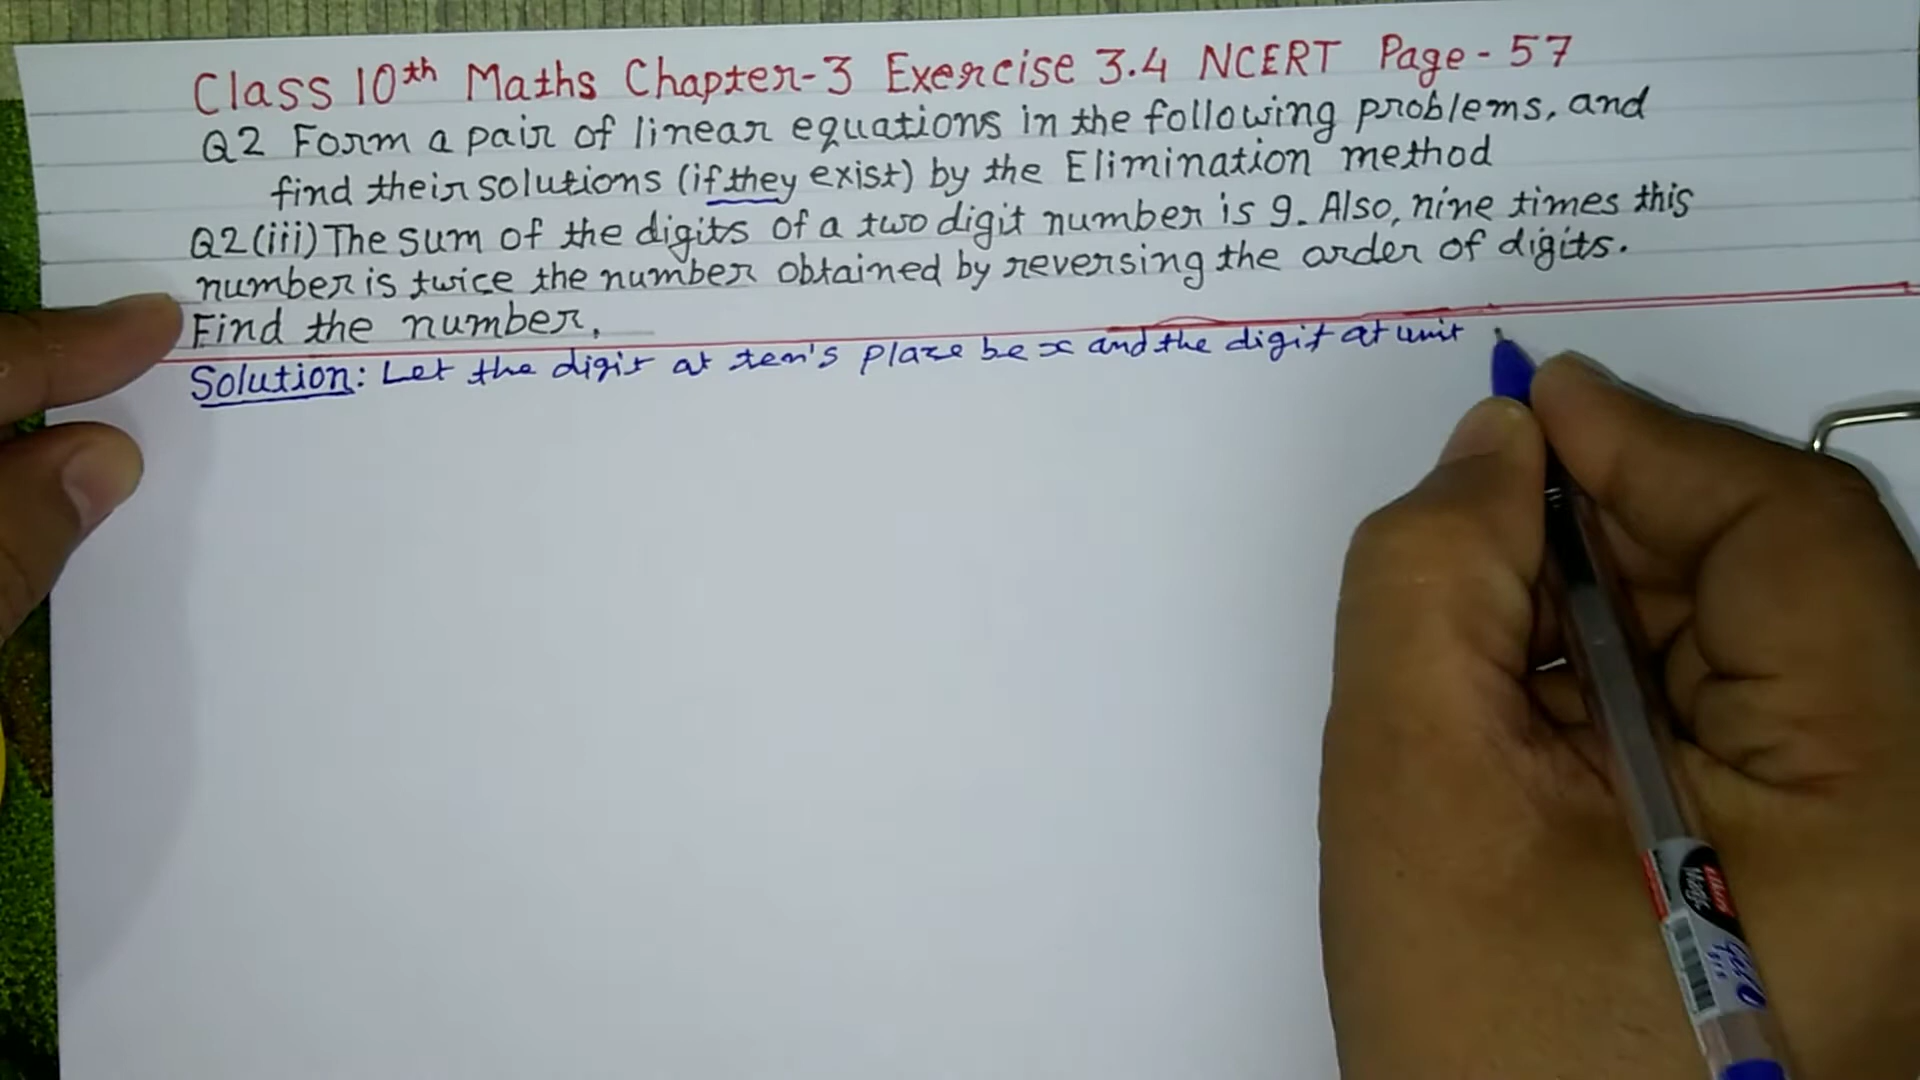 Class 10th Maths Chapter-3 Exercise 3.4 NCERT Page - 57
Q2 Form a pair of linear equations in the following problems, and
find their solutions (if they exist) by the Elimination method
Q2(iii) The sum of the digits of a two digit number is 9. Also, nine times this
number is twice the number obtained by reversing the order of digits.
Find the number.
Solution: Let the digit at ten's place be x and the digit at unit